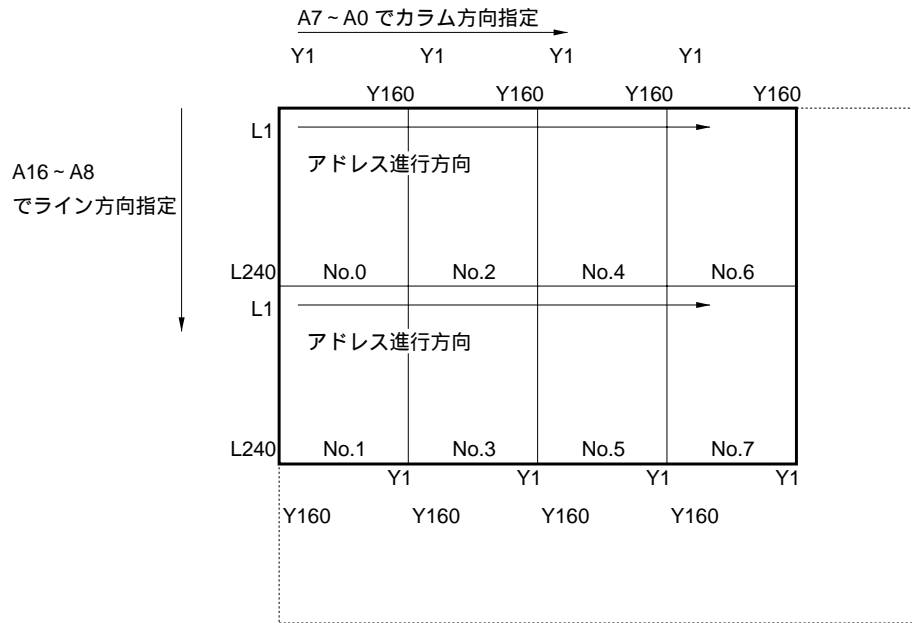 A7 ~ A0 でカラム方向指定
Y1 Y1 Y1 Y1
Y160 Y160 Y160 Y160
L1
アドレス進行方向
A16 ~ A8
でライン方向指定
L240 No.0 No.2 No.4 No.6
L1
アドレス進行方向
L240 No.1 No.3 No.5 No.7
Y1 Y1 Y1 Y1
Y160 Y160 Y160 Y160